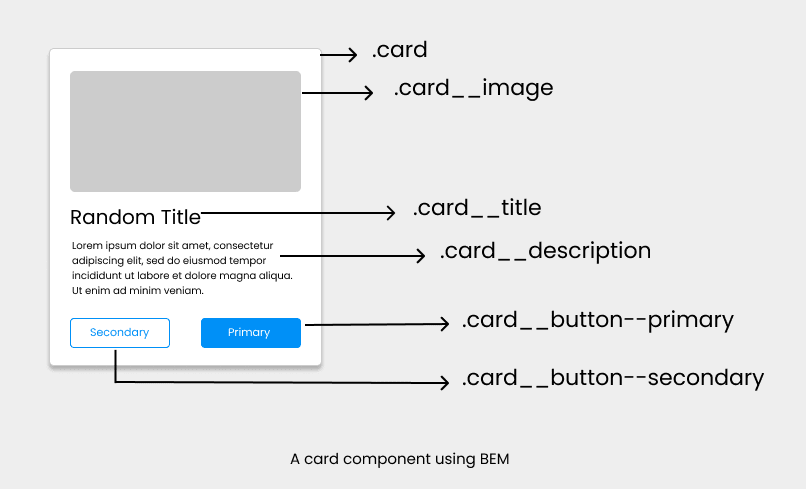 .card
.card__image
Random Title
.card__title
Lorem ipsum dolor sit amet, consectetur
adipiscing elit, sed do eiusmod tempor
incididunt ut labore et dolore magna aliqua.
Ut enim ad minim veniam.
.card__description
Secondary
Primary
.card__button--primary
.card__button--secondary
A card component using BEM